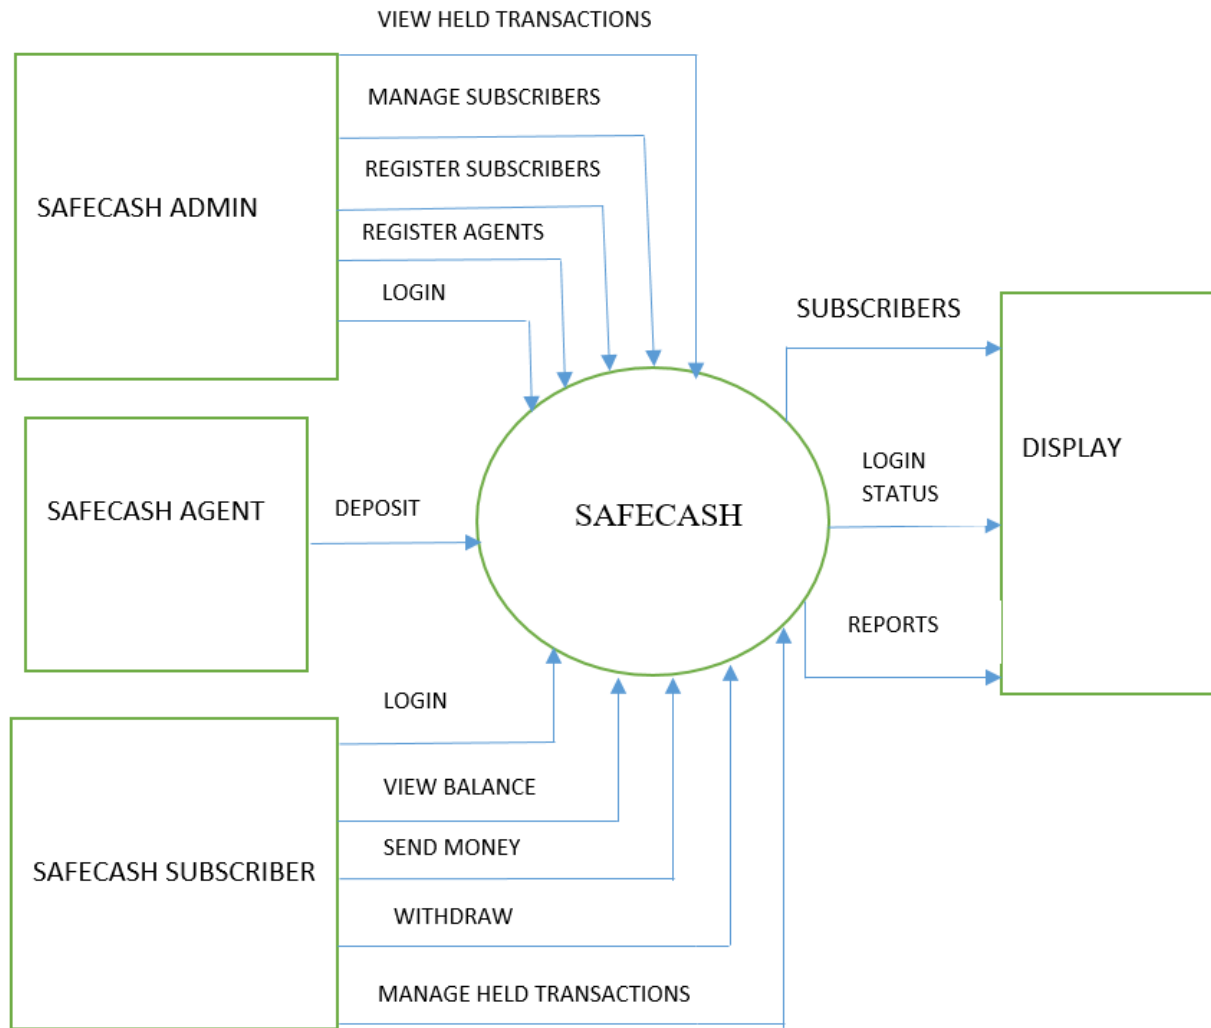 VIEW HELD TRANSACTIONS
MANAGE SUBSCRIBERS
REGISTER SUBSCRIBERS
SAFECASH ADMIN
REGISTER AGENTS
LOGIN
SUBSCRIBERS
DISPLAY
LOGIN
STATUS
SAFECASH AGENT
DEPOSIT
SAFECASH
REPORTS
LOGIN
VIEW BALANCE
SEND MONEY
SAFECASH SUBSCRIBER
WITHDRAW
MANAGE HELD TRANSACTIONS